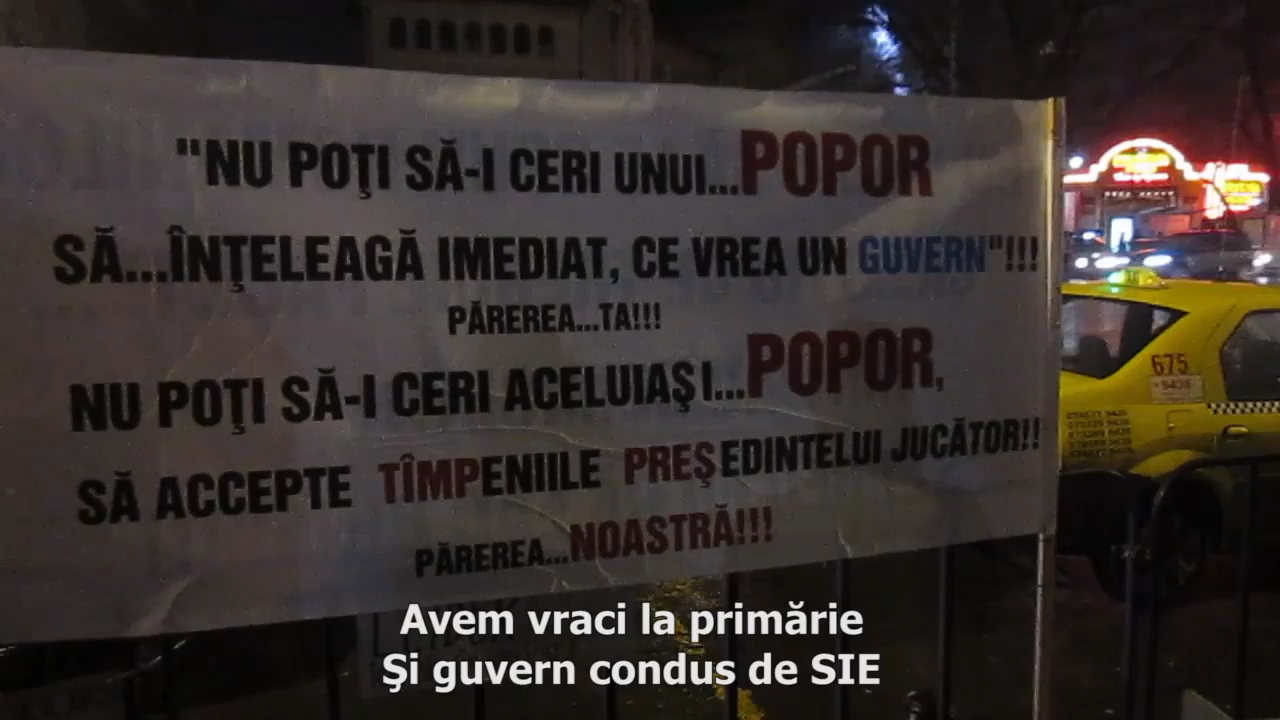 "NU POŢI SĂ-I CERI UNUI...POPOR
SĂ...ÎNŢELEAGĂ IMEDIAT, CE VREA UN GUVERN"!!!
PĂREREA...TA!!!
NU POŢI SĂ-I CERI ACELUIAŞI...POPOR,
SĂ ACCEPTE TÎMPENIILE PREŞEDINTELUI JUCĂTOR!!
PĂREREA...NOASTRĂ!!!
675
9436
Avem vraci la primărie
Şi guvern condus de SIE